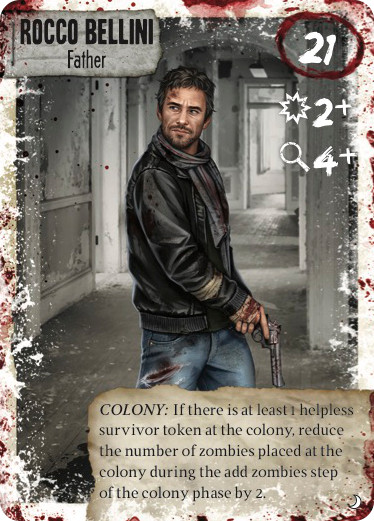 ROCCO BELLINI
Father
21
2+
4+
COLONY: If there is at least 1 helpless
survivor token at the colony, reduce
the number of zombies placed at the
colony during the add zombies step
of the colony phase by 2.